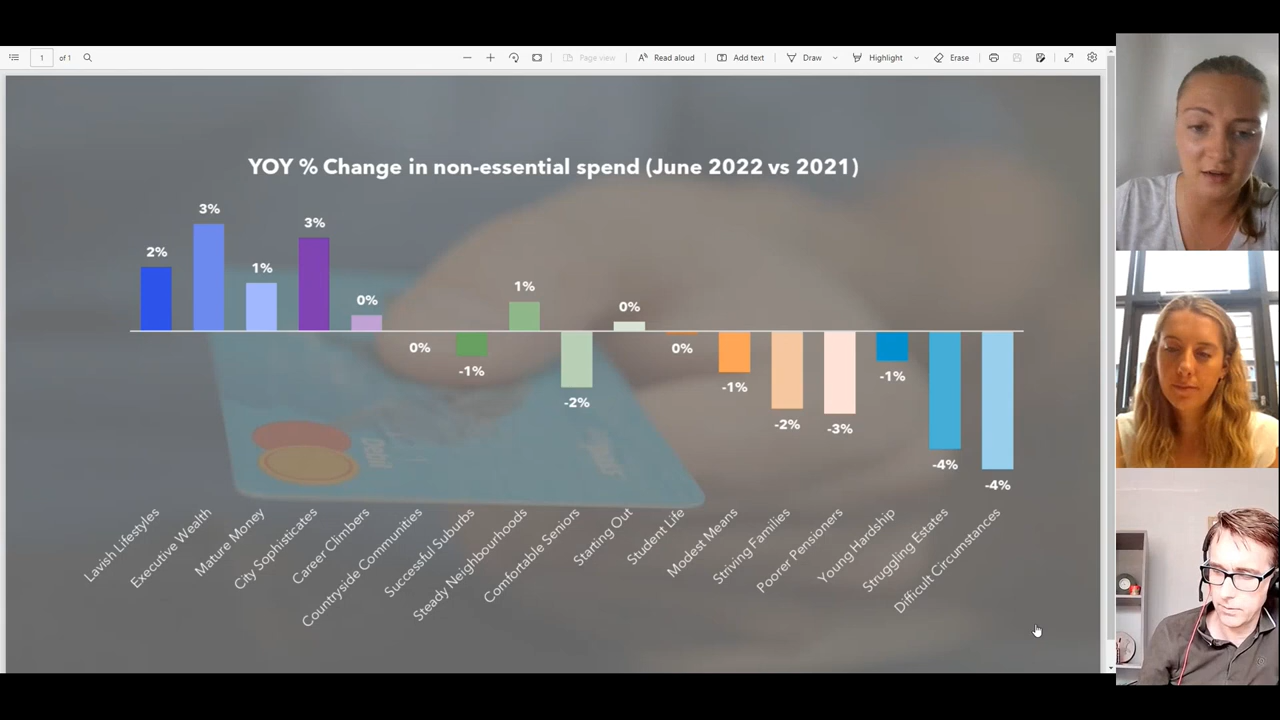 1 of 1 Page view Read aloud Add text Draw Highlight Erase
YOY % Change in non-essential spend (June 2022 vs 2021)
2%
3%
1%
3%
0%
0%
-1%
1%
-2%
0%
0%
-1%
-2%
-3%
-1%
-4%
-4%
Debit
Lavish Lifestyles
Executive Wealth
Mature Money
City Sophisticates
Career Climbers
Countryside Communities
Successful Suburbs
Steady Neighbourhoods
Comfortable Seniors
Starting Out
Student Life
Modest Means
Striving Families
Poorer Pensioners
Young Hardship
Struggling Estates
Difficult Circumstances